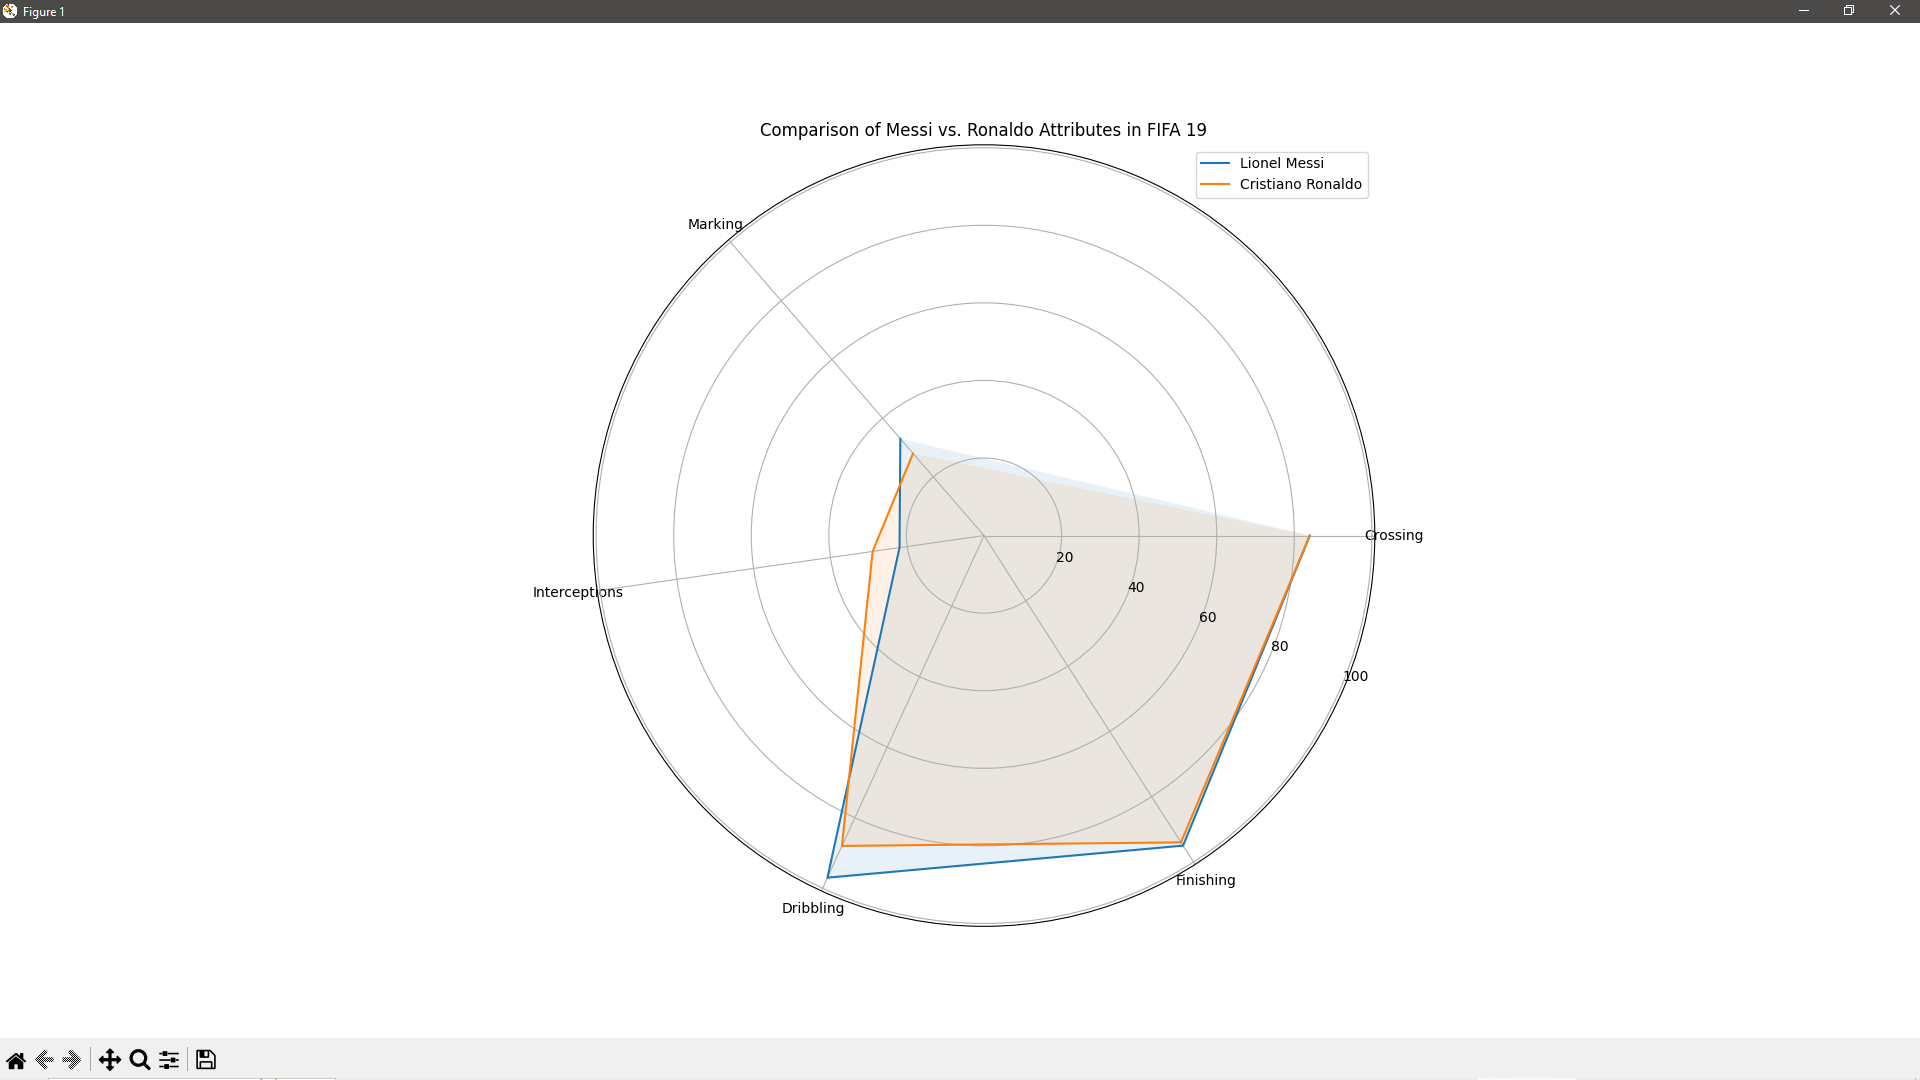 Figure 1
Comparison of Messi vs. Ronaldo Attributes in FIFA 19
Lionel Messi
Cristiano Ronaldo
Marking
Crossing
20
40
Interceptions
60
80
100
Finishing
Dribbling